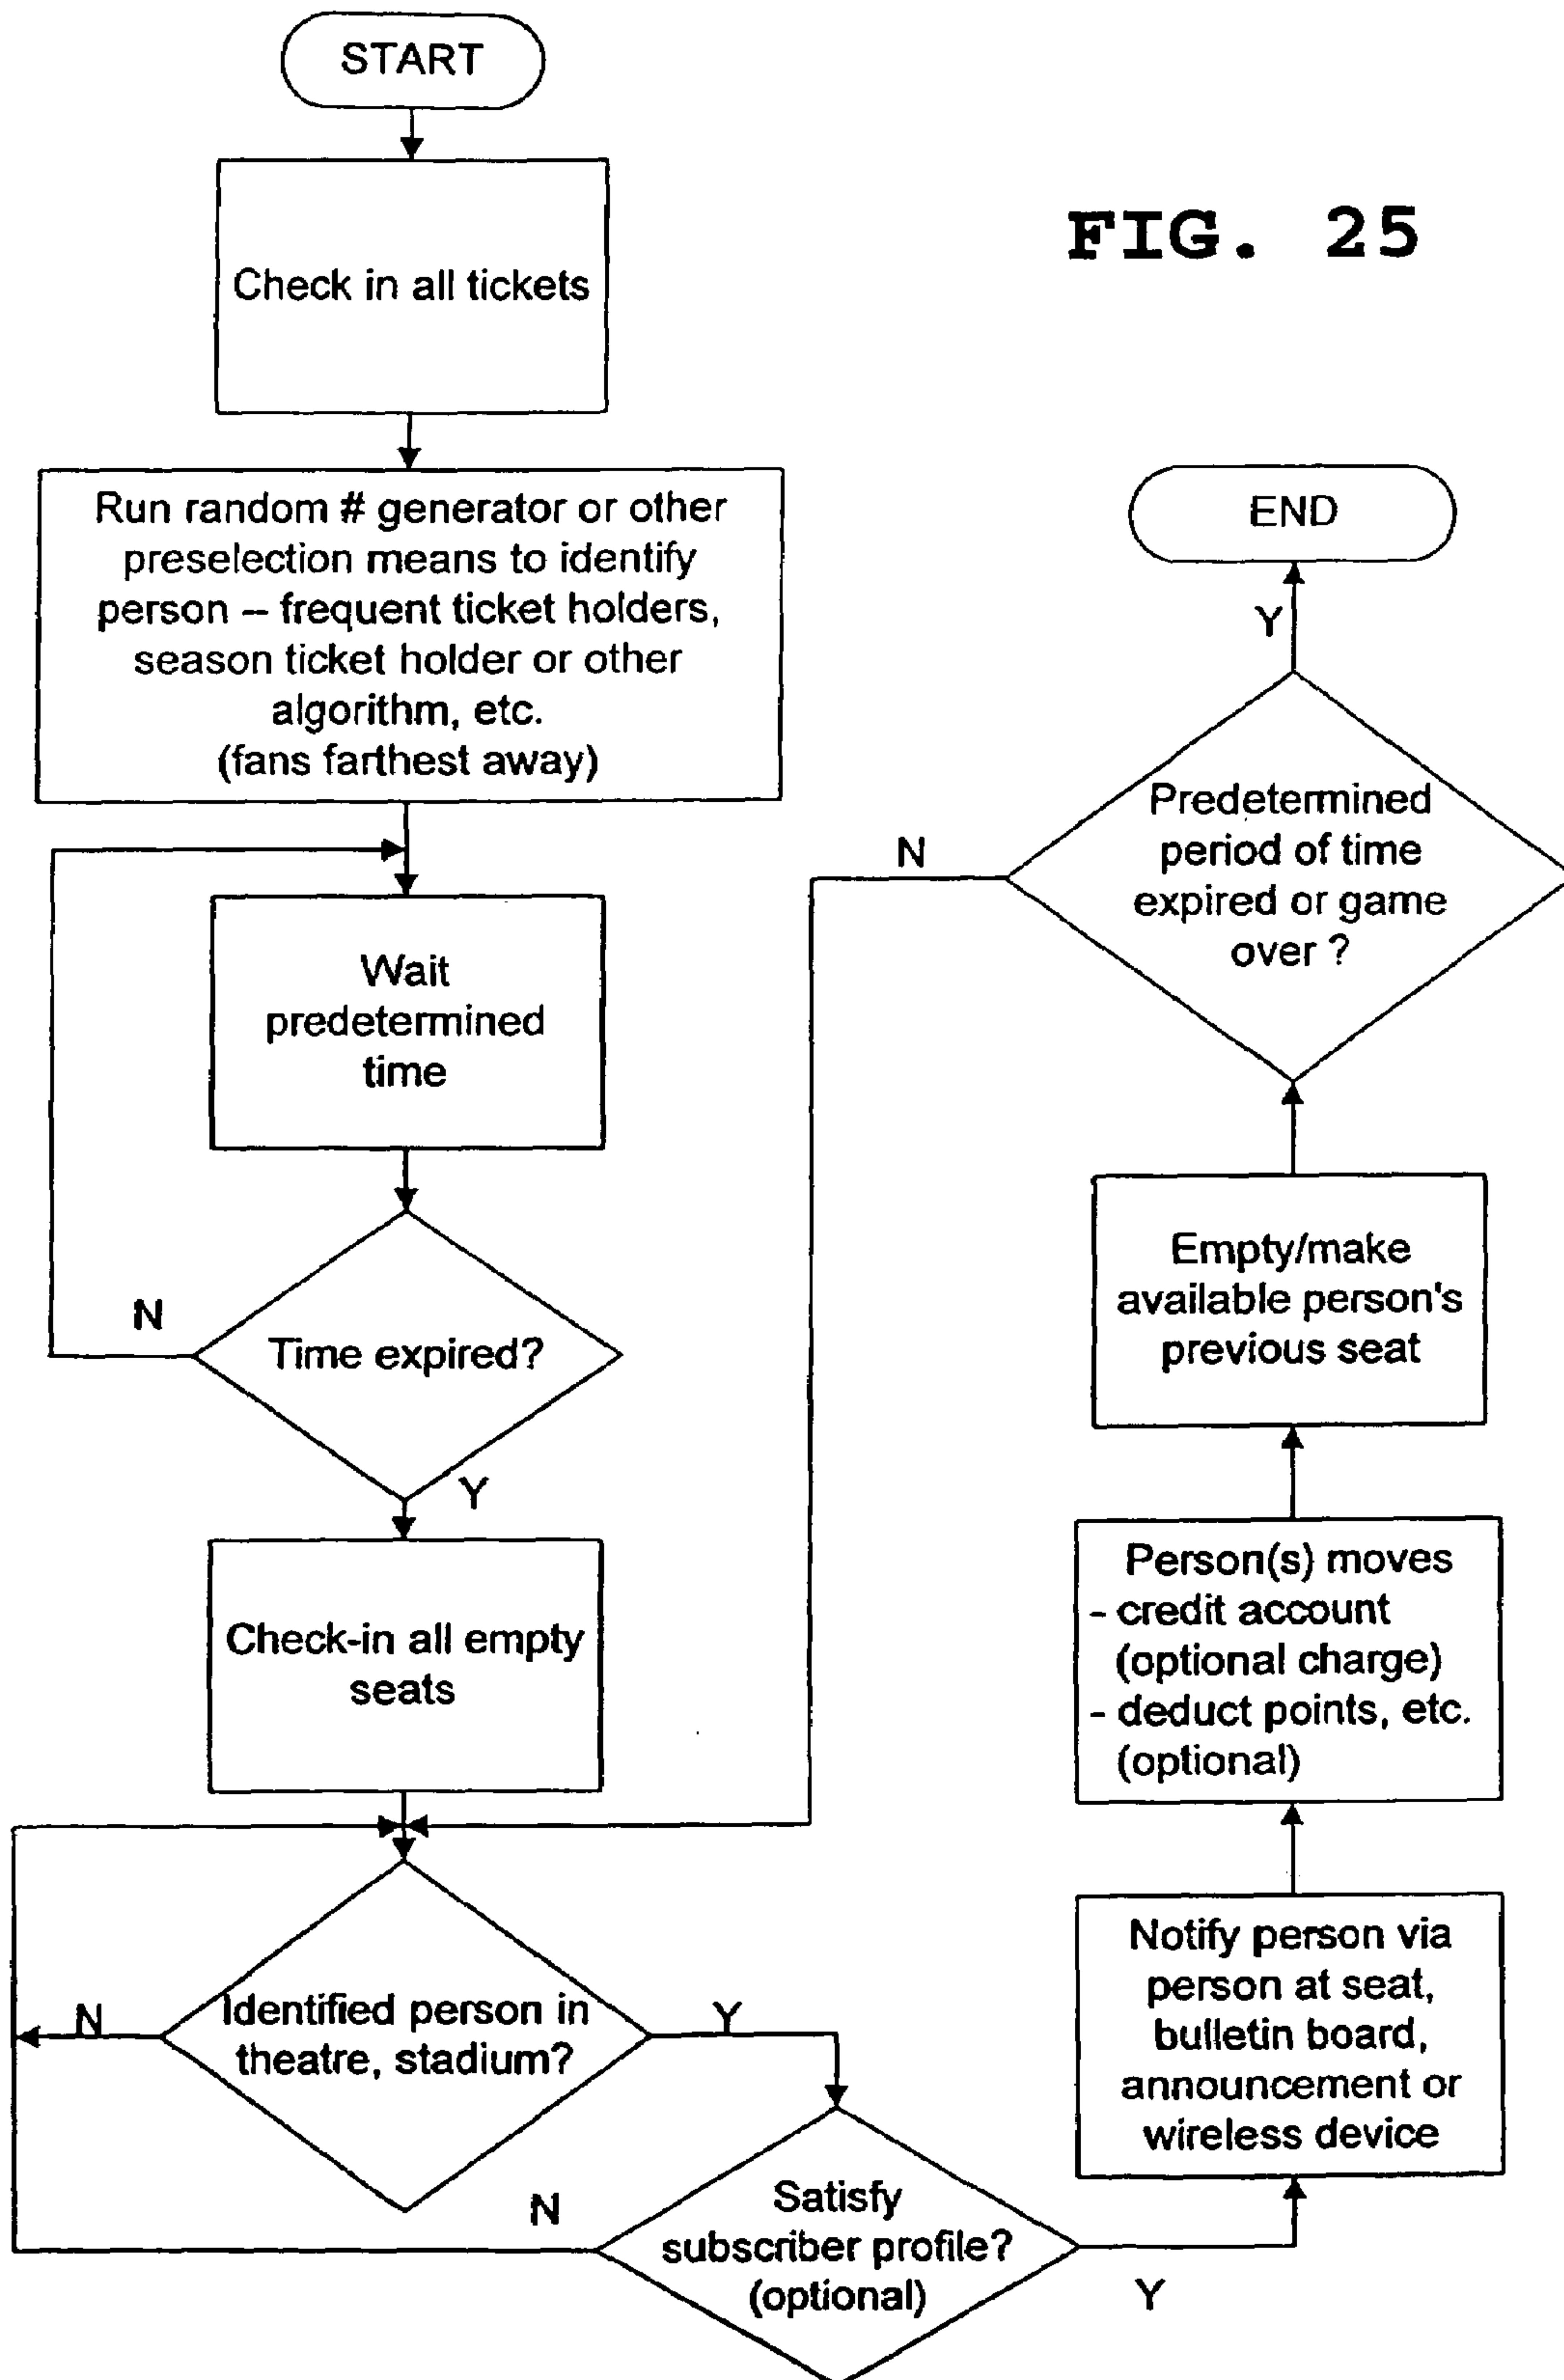 START
Check in all tickets
FIG. 25
Run random # generator or other
preselection means to identify
person – frequent ticket holders,
season ticket holder or other
algorithm, etc.
(fans farthest away)
Wait
predetermined
time
Time expired?
N
Y
Check-in all empty
seats
Identified person in
theatre, stadium?
N
Y
Satisfy
subscriber profile?
(optional)
N
Y
Notify person via
person at seat,
bulletin board,
announcement or
wireless device
Person(s) moves
- credit account
(optional charge)
- deduct points, etc.
(optional)
Empty/make
available person's
previous seat
Predetermined
period of time
expired or game
over ?
N
Y
END